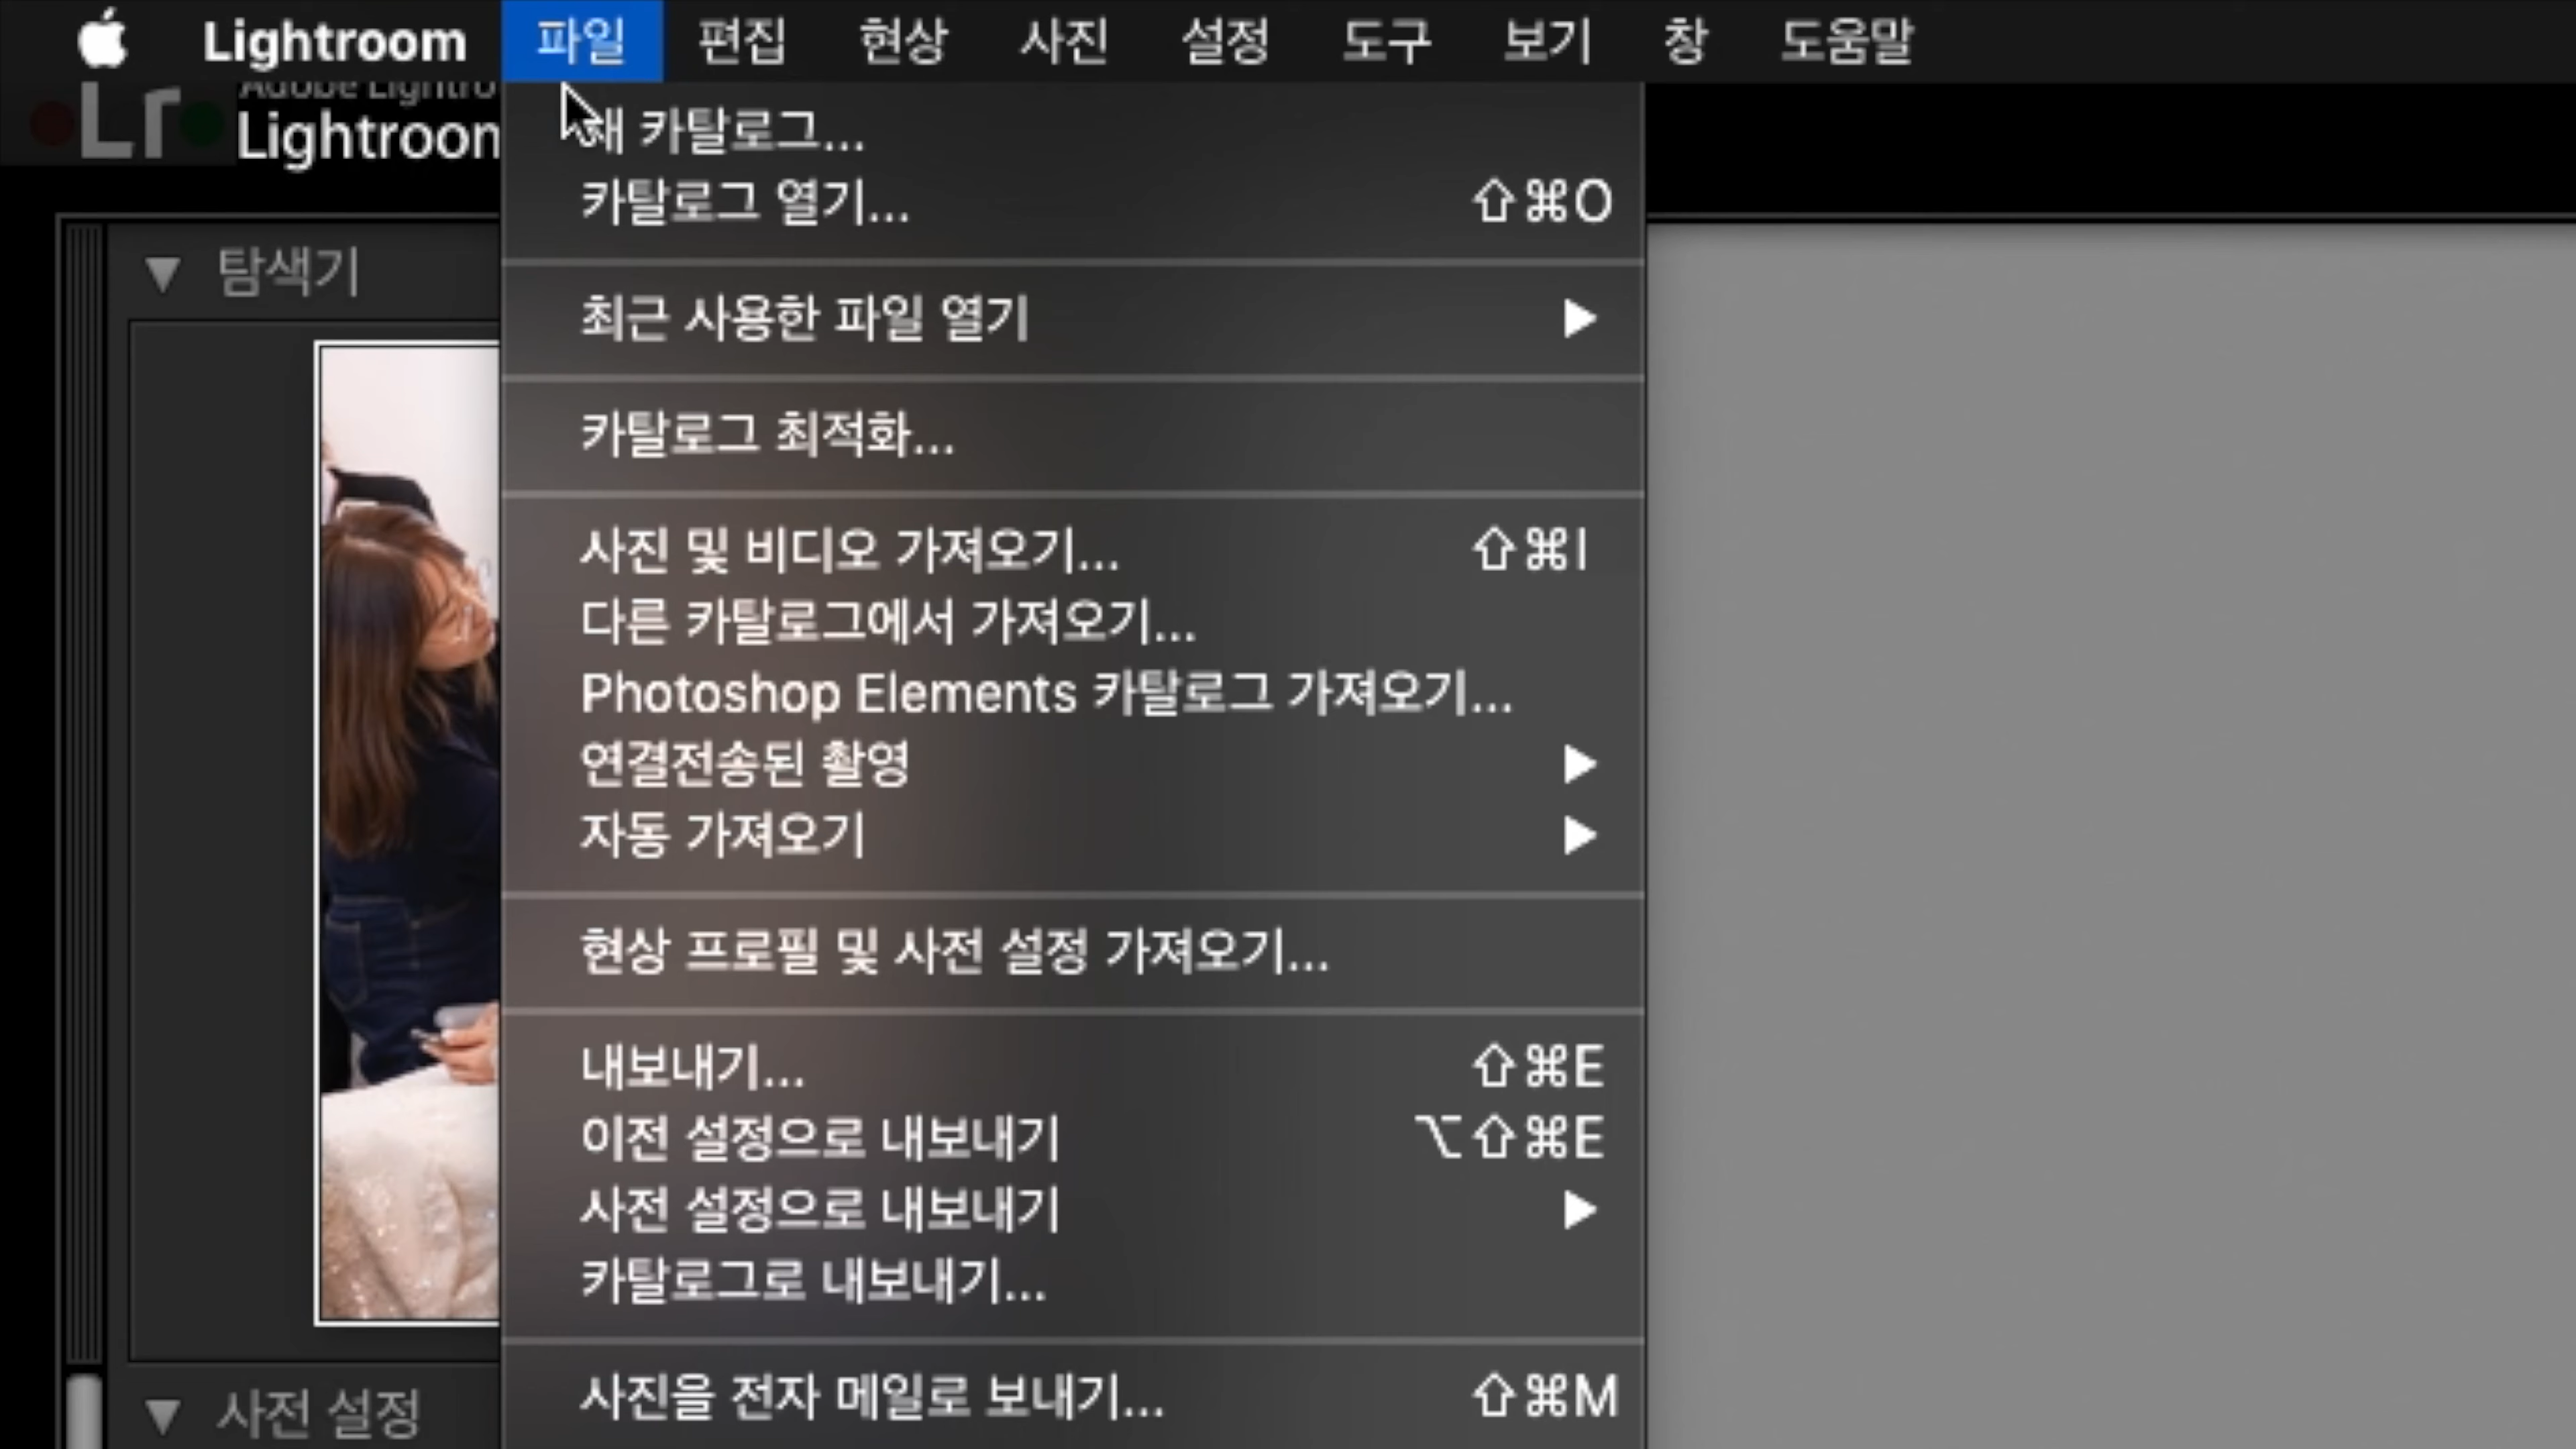 Lightroom 파일 편집 현상 사진 설정 도구 보기 창 도움말
Lr Adobe Lightro
Lightroom
새 카탈로그...
카탈로그 열기... ⇧⌘O
탐색기
최근 사용한 파일 열기 ▶
카탈로그 최적화...
사진 및 비디오 가져오기... ⇧⌘I
다른 카탈로그에서 가져오기...
Photoshop Elements 카탈로그 가져오기...
연결전송된 촬영 ▶
자동 가져오기 ▶
현상 프로필 및 사전 설정 가져오기...
내보내기... ⇧⌘E
이전 설정으로 내보내기 ⌥⇧⌘E
사전 설정으로 내보내기 ▶
카탈로그로 내보내기...
사진을 전자 메일로 보내기... ⇧⌘M
사전 설정